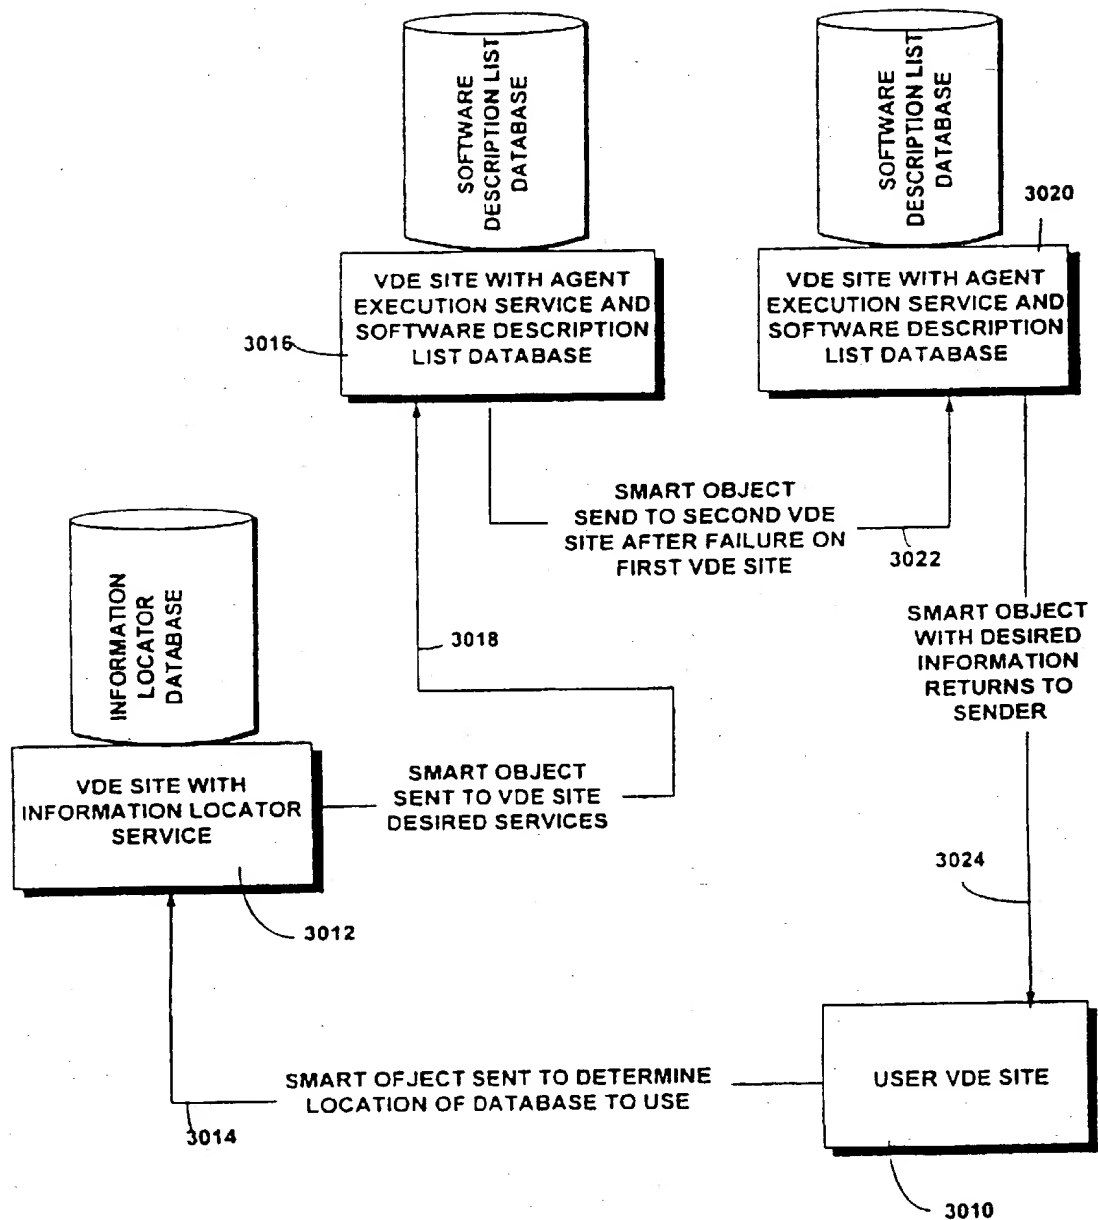 SOFTWARE
DESCRIPTION LIST
DATABASE
SOFTWARE
DESCRIPTION LIST
DATABASE
3020
VDE SITE WITH AGENT
EXECUTION SERVICE AND
SOFTWARE DESCRIPTION
LIST DATABASE
3016
VDE SITE WITH AGENT
EXECUTION SERVICE AND
SOFTWARE DESCRIPTION
LIST DATABASE
SMART OBJECT
SEND TO SECOND VDE
SITE AFTER FAILURE ON
FIRST VDE SITE
3022
INFORMATION
LOCATOR
DATABASE
3018
SMART OBJECT
WITH DESIRED
INFORMATION
RETURNS TO
SENDER
VDE SITE WITH
INFORMATION LOCATOR
SERVICE
SMART OBJECT
SENT TO VDE SITE
DESIRED SERVICES
3024
3012
SMART OFJECT SENT TO DETERMINE
LOCATION OF DATABASE TO USE
USER VDE SITE
3014
3010